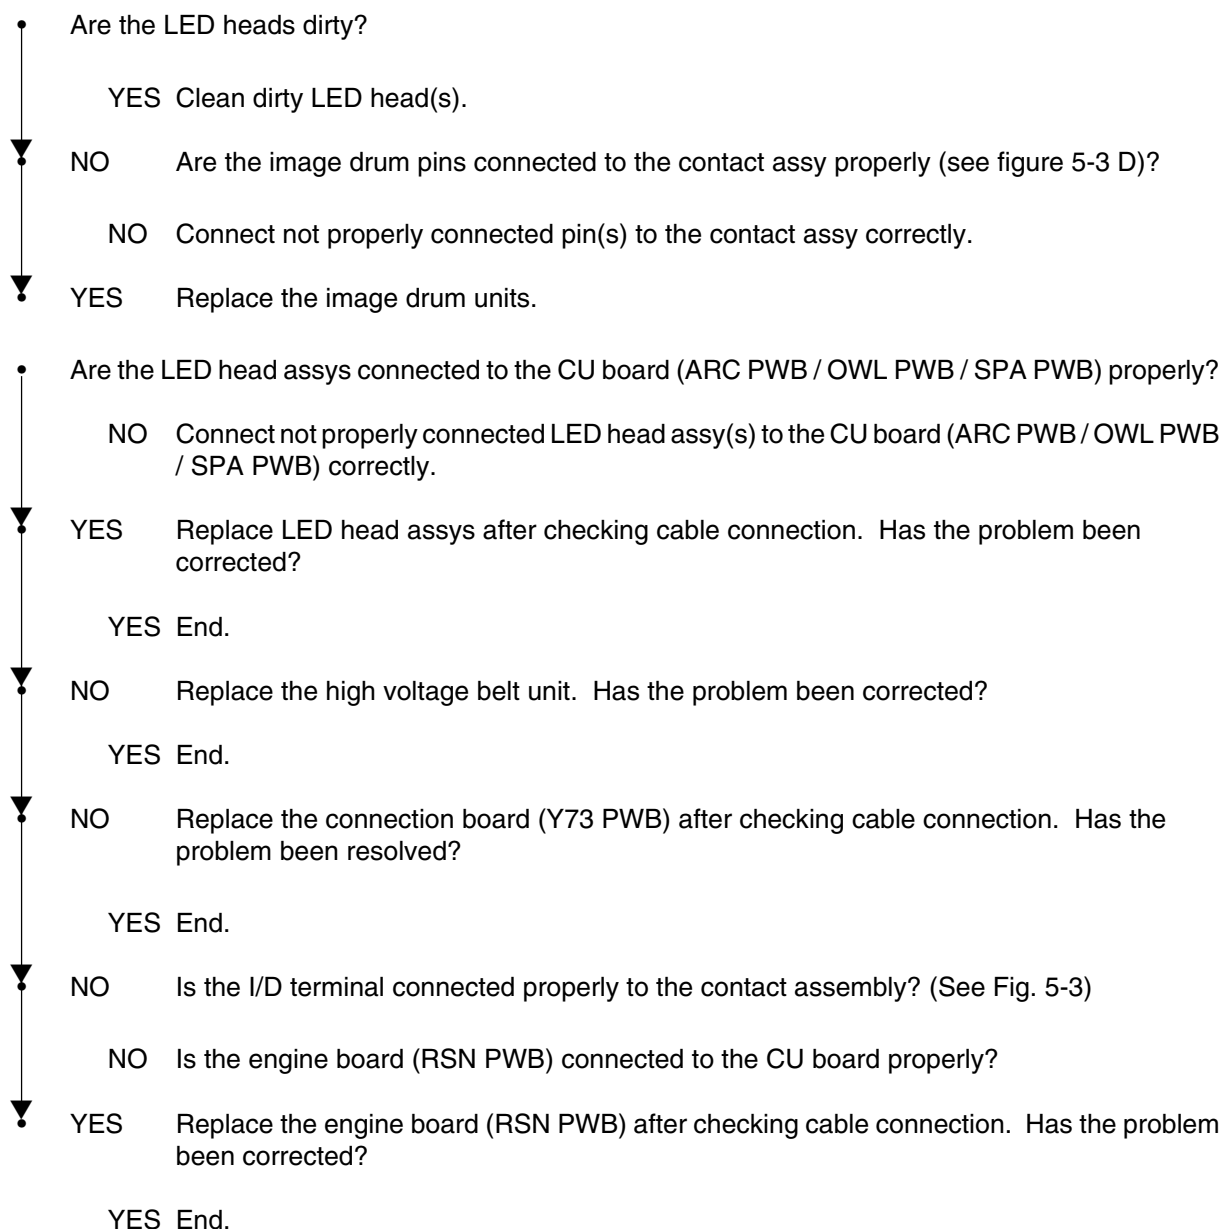 Are the LED heads dirty?
YES Clean dirty LED head(s).
NO Are the image drum pins connected to the contact assy properly (see figure 5-3 D)?
NO Connect not properly connected pin(s) to the contact assy correctly.
YES Replace the image drum units.
Are the LED head assys connected to the CU board (ARC PWB / OWL PWB / SPA PWB) properly?
NO Connect not properly connected LED head assy(s) to the CU board (ARC PWB / OWL PWB
/ SPA PWB) correctly.
YES Replace LED head assys after checking cable connection. Has the problem been
corrected?
YES End.
NO Replace the high voltage belt unit. Has the problem been corrected?
YES End.
NO Replace the connection board (Y73 PWB) after checking cable connection. Has the
problem been resolved?
YES End.
NO Is the I/D terminal connected properly to the contact assembly? (See Fig. 5-3)
NO Is the engine board (RSN PWB) connected to the CU board properly?
YES Replace the engine board (RSN PWB) after checking cable connection. Has the problem
been corrected?
YES End.